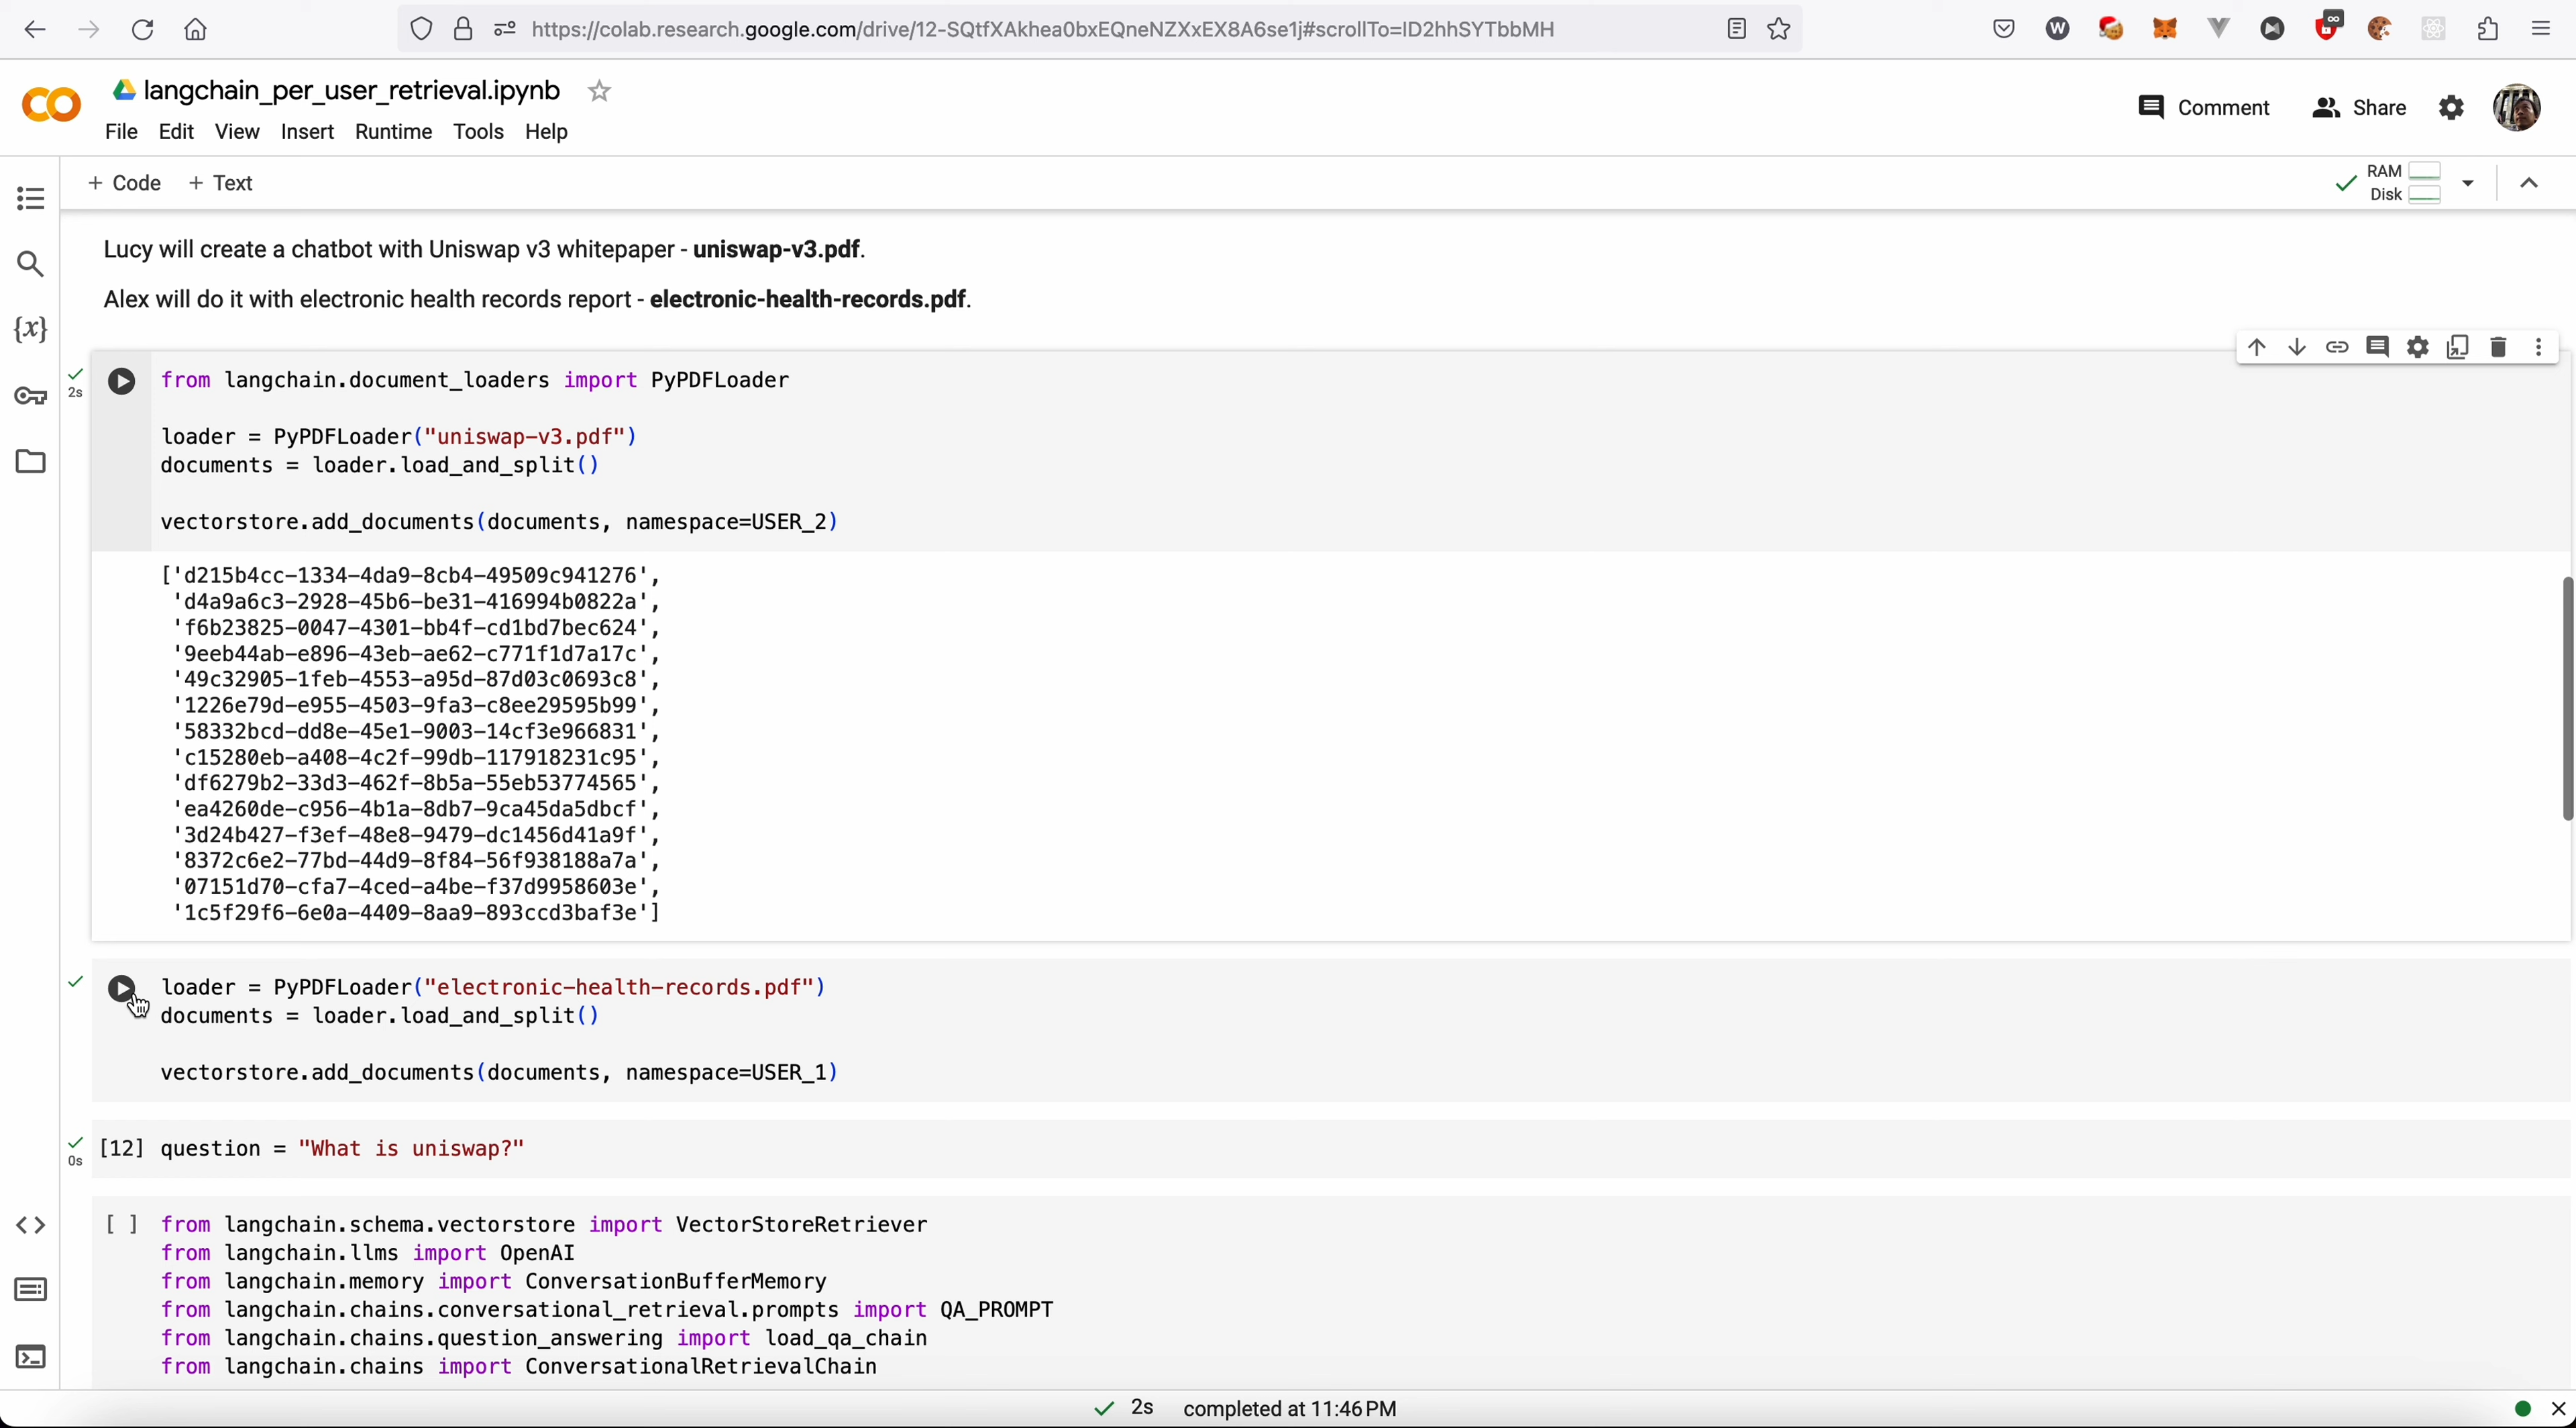 https://colab.research.google.com/drive/12-SQtfXAkhea0bxEQneNZXxEX8A6se1j#scrollTo=ID2hhSYTbbMH
langchain_per_user_retrieval.ipynb
File Edit View Insert Runtime Tools Help
Comment
Share
+ Code + Text
RAM
Disk
Lucy will create a chatbot with Uniswap v3 whitepaper - uniswap-v3.pdf.
Alex will do it with electronic health records report - electronic-health-records.pdf.
2s
from langchain.document_loaders import PyPDFLoader
loader = PyPDFLoader("uniswap-v3.pdf")
documents = loader.load_and_split()
vectorstore.add_documents(documents, namespace=USER_2)
['d215b4cc-1334-4da9-8cb4-49509c941276',
'd4a9a6c3-2928-45b6-be31-416994b0822a',
'f6b23825-0047-4301-bb4f-cd1bd7bec624',
'9eeb44ab-e896-43eb-ae62-c771f1d7a17c',
'49c32905-1feb-4553-a95d-87d03c0693c8',
'1226e79d-e955-4503-9fa3-c8ee29595b99',
'58332bcd-dd8e-45e1-9003-14cf3e966831',
'c15280eb-a408-4c2f-99db-117918231c95',
'df6279b2-33d3-462f-8b5a-55eb53774565',
'ea4260de-c956-4b1a-8db7-9ca45da5dbcf',
'3d24b427-f3ef-48e8-9479-dc1456d41a9f',
'8372c6e2-77bd-44d9-8f84-56f938188a7a',
'07151d70-cfa7-4ced-a4be-f37d9958603e',
'1c5f29f6-6e0a-4409-8aa9-893ccd3baf3e']
loader = PyPDFLoader("electronic-health-records.pdf")
documents = loader.load_and_split()
vectorstore.add_documents(documents, namespace=USER_1)
[12] question = "What is uniswap?"
0s
[ ] from langchain.schema.vectorstore import VectorStoreRetriever
from langchain.llms import OpenAI
from langchain.memory import ConversationBufferMemory
from langchain.chains.conversational_retrieval.prompts import QA_PROMPT
from langchain.chains.question_answering import load_qa_chain
from langchain.chains import ConversationalRetrievalChain
2s completed at 11:46 PM